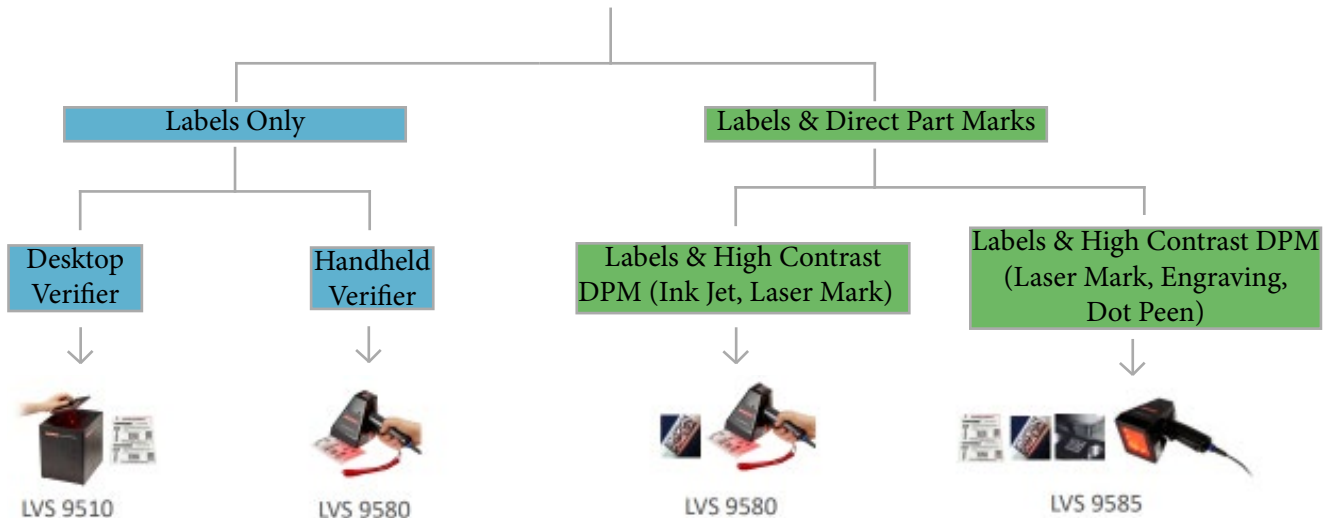 Labels Only
Labels & Direct Part Marks
Desktop
Verifier
Handheld
Verifier
Labels & High Contrast
DPM (Ink Jet, Laser Mark)
Labels & High Contrast DPM
(Laser Mark, Engraving,
Dot Peen)
LVS 9510
LVS 9580
LVS 9580
LVS 9585